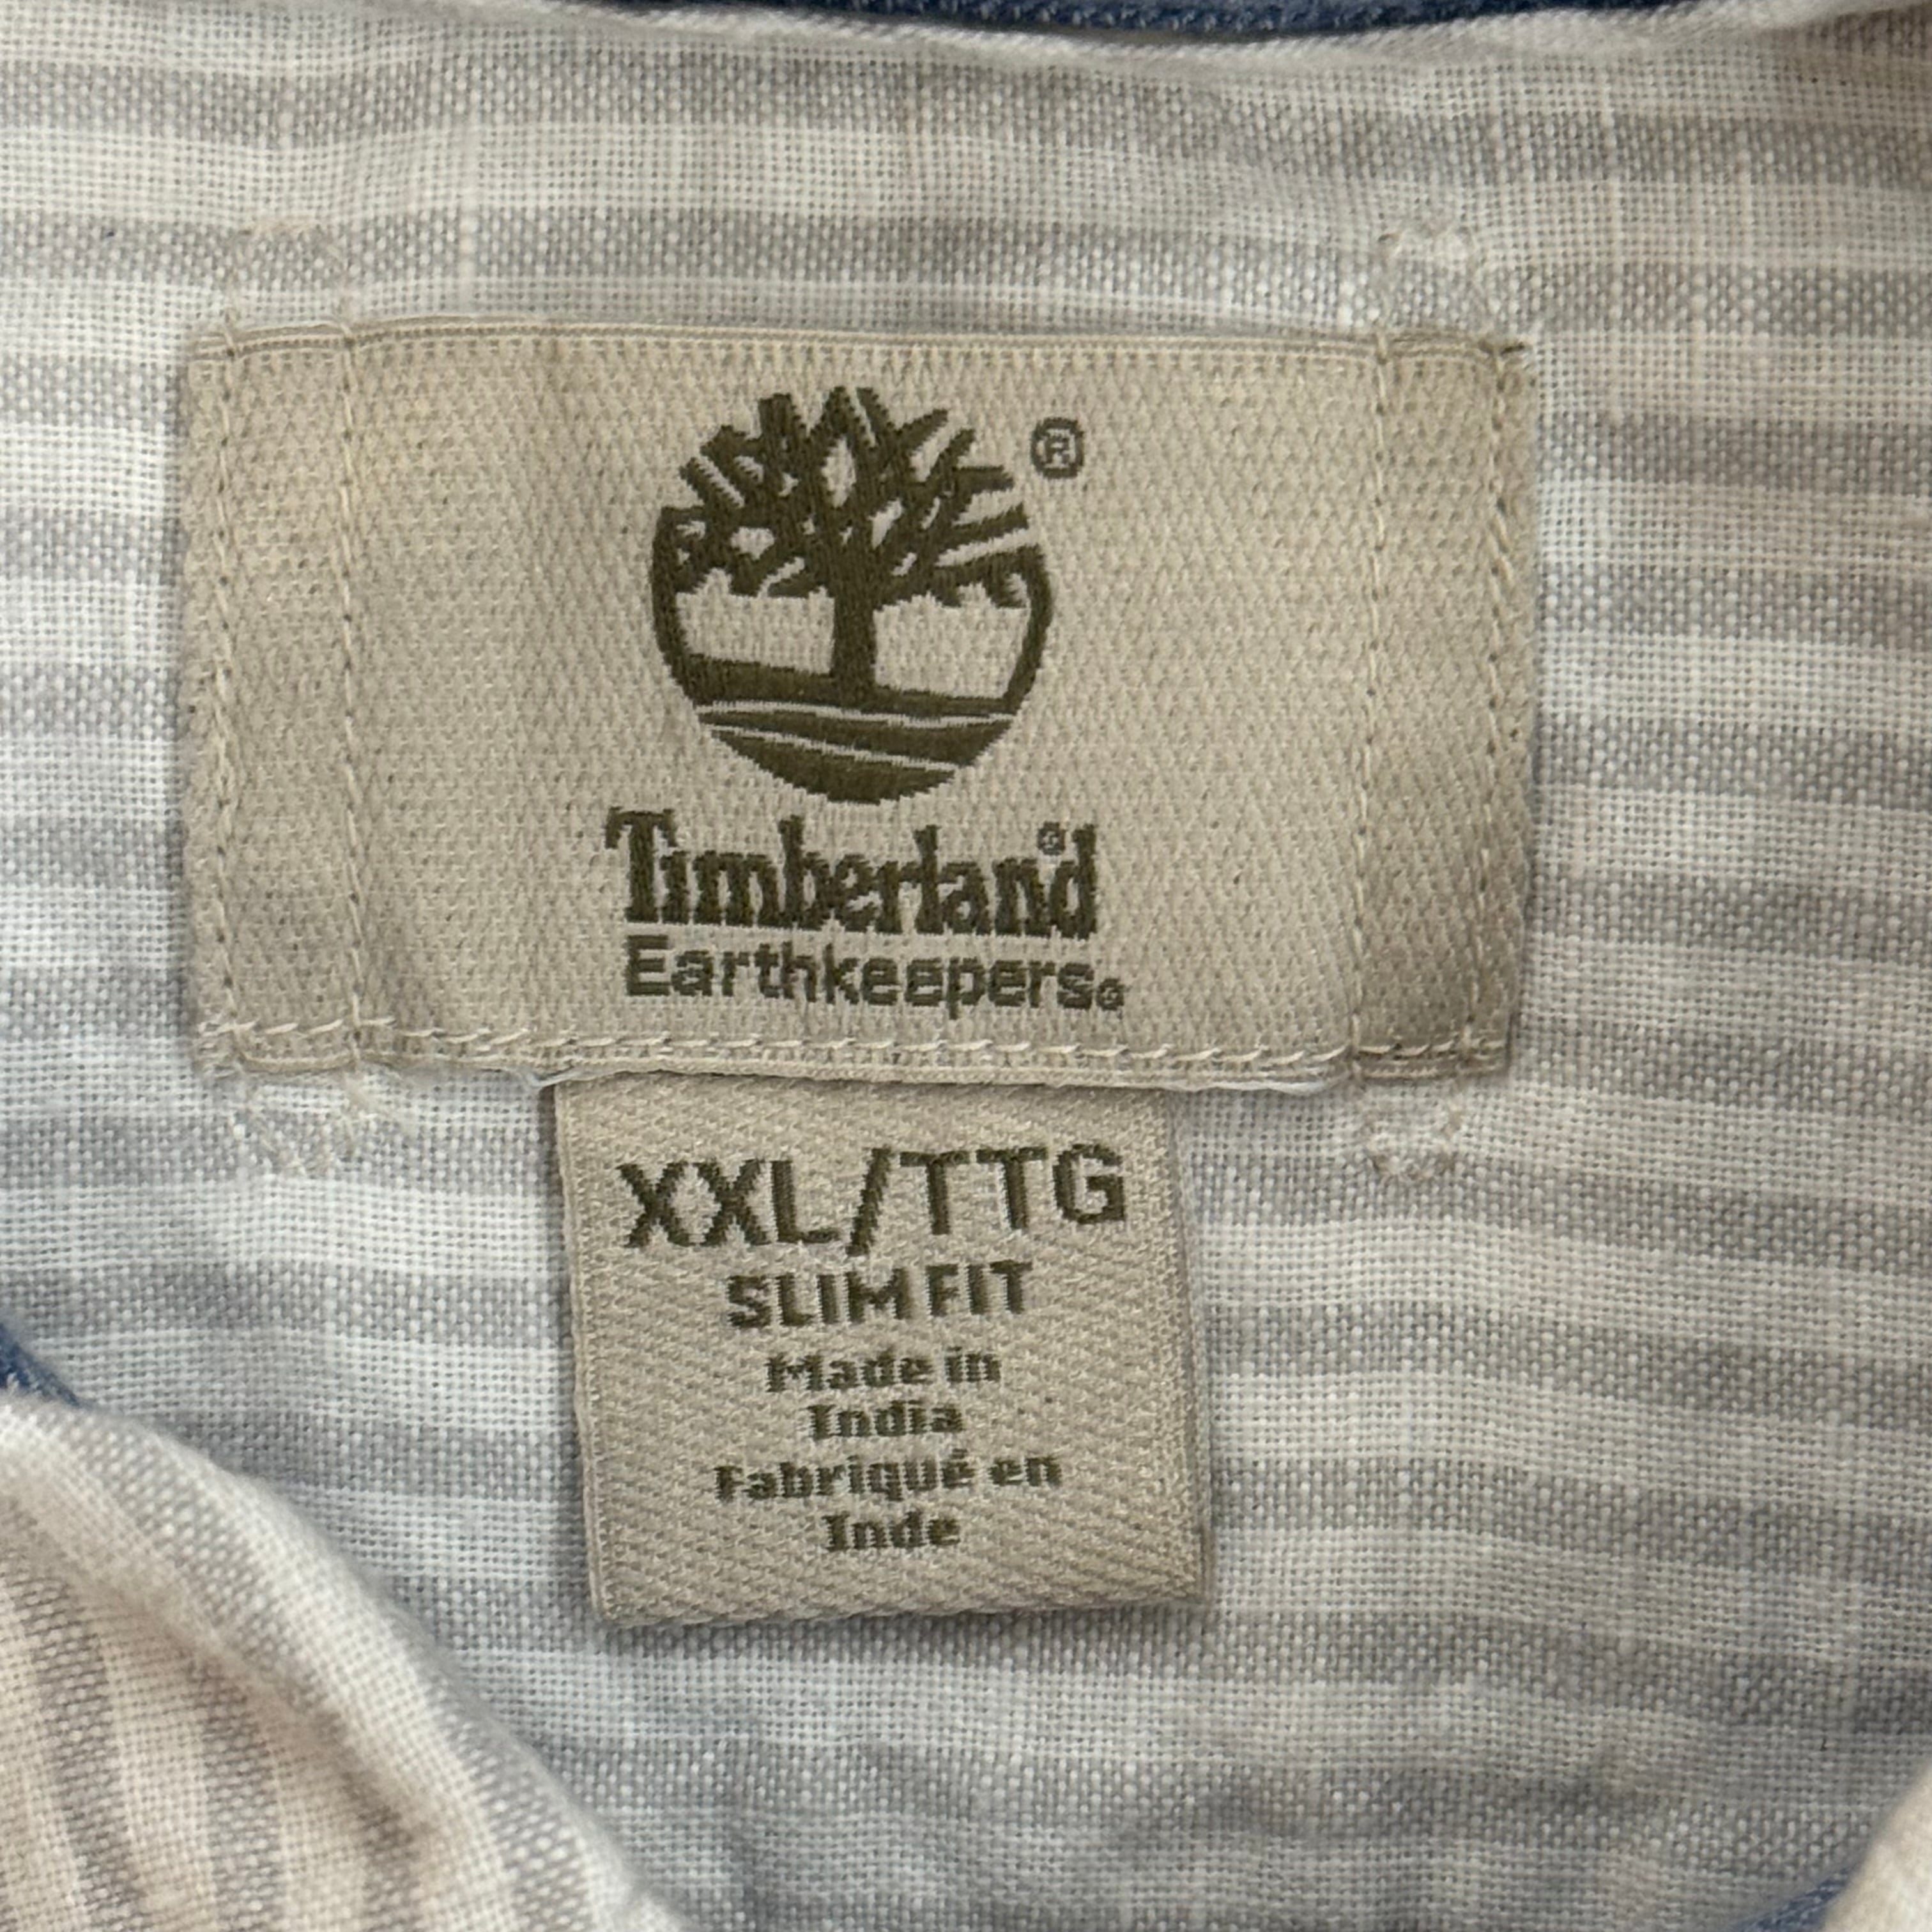 ®
Timberland®
Earthkeepers®
XXL/TTG
SLIM FIT
Made in
India
Fabriqué en
Inde